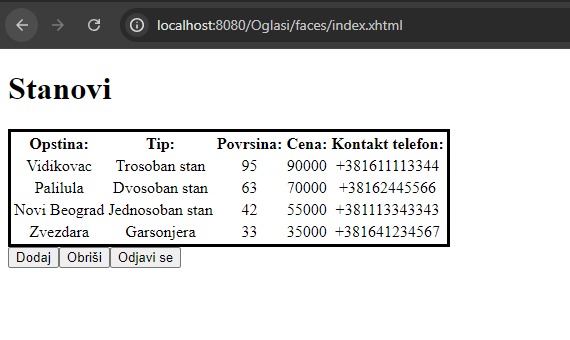 localhost:8080/Oglasi/faces/index.xhtml
Stanovi
Opstina: Tip: Povrsina: Cena: Kontakt telefon:
Vidikovac Trosoban stan 95 90000 +381611113344
Palilula Dvosoban stan 63 70000 +38162445566
Novi Beograd Jednosoban stan 42 55000 +381113343343
Zvezdara Garsonjera 33 35000 +381641234567
Dodaj Obriši Odjavi se